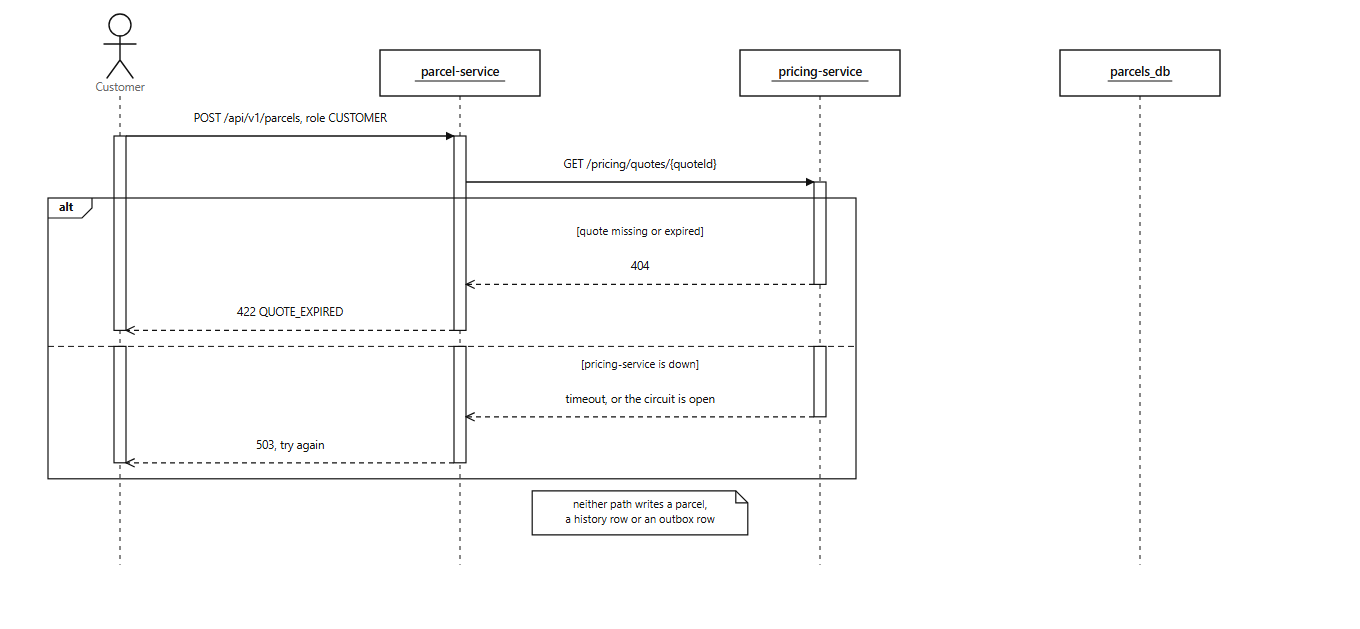 Customer
parcel-service
pricing-service
parcels_db
POST /api/v1/parcels, role CUSTOMER
GET /pricing/quotes/{quoteId}
alt
[quote missing or expired]
404
422 QUOTE_EXPIRED
[pricing-service is down]
timeout, or the circuit is open
503, try again
neither path writes a parcel,
a history row or an outbox row